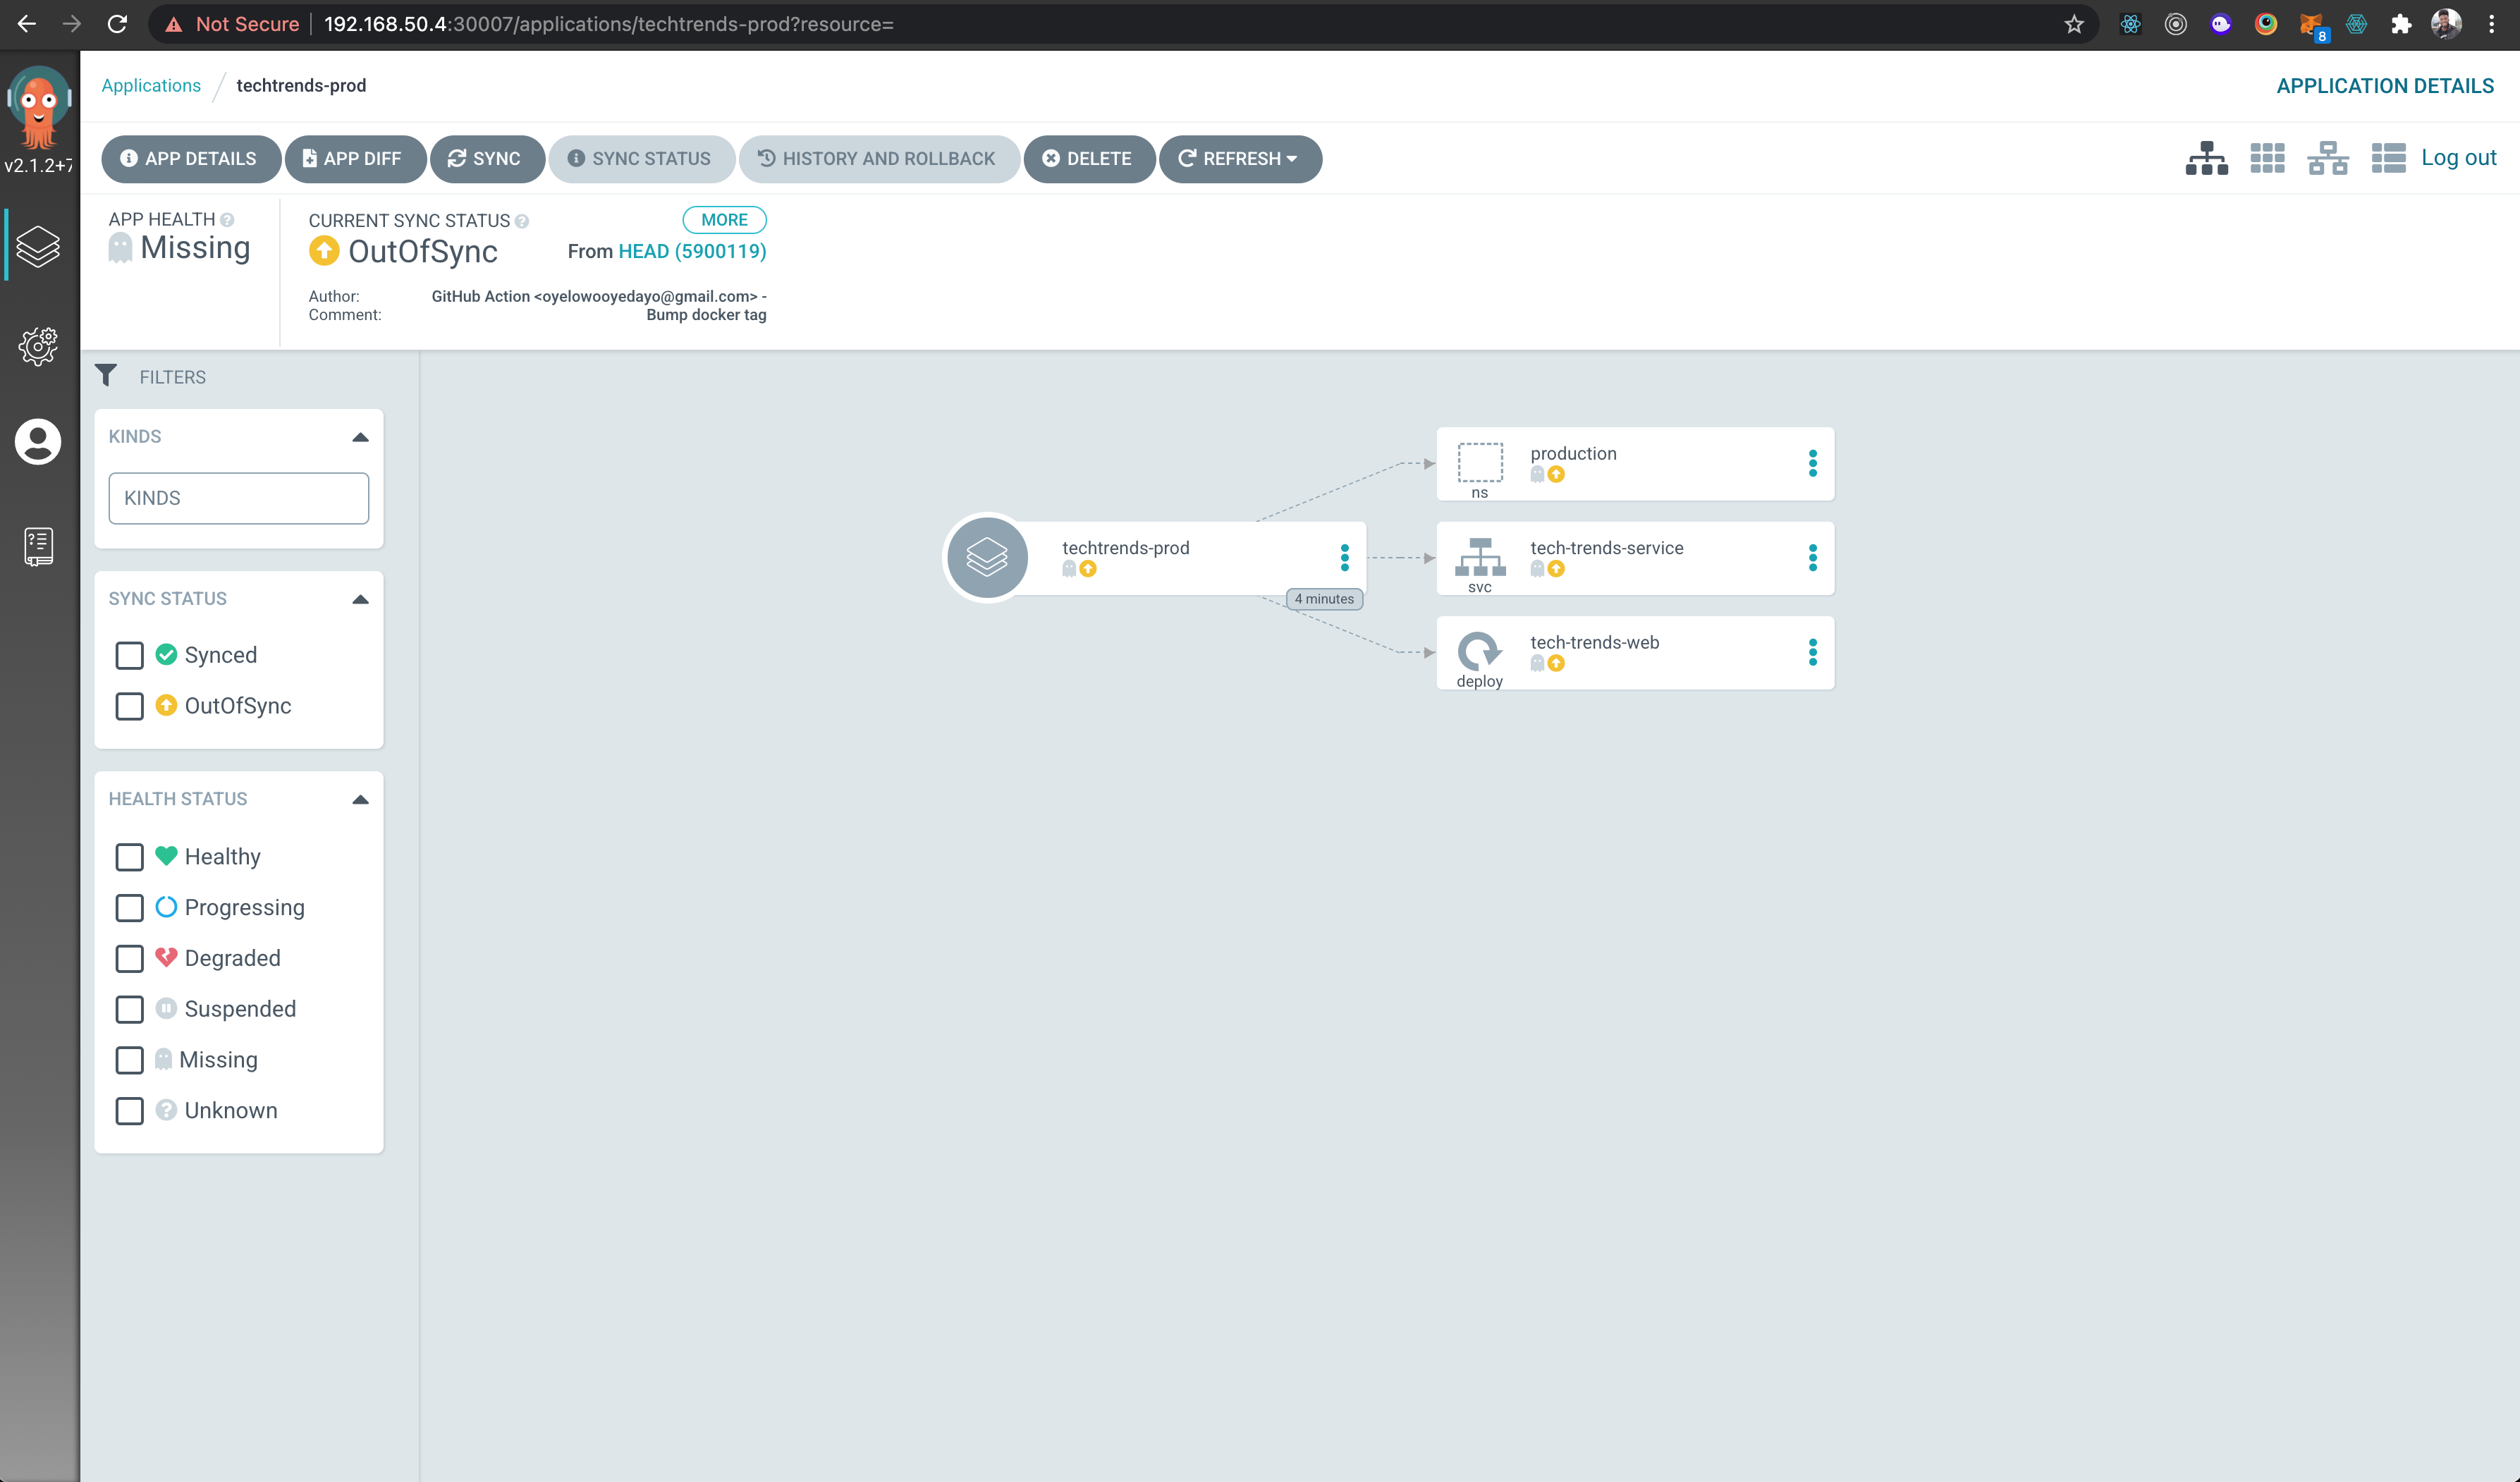 Not Secure
192.168.50.4:30007/applications/techtrends-prod?resource=
8
v2.1.2+7
Applications / techtrends-prod
APPLICATION DETAILS
APP DETAILS
APP DIFF
SYNC
SYNC STATUS
HISTORY AND ROLLBACK
DELETE
REFRESH
Log out
APP HEALTH
Missing
CURRENT SYNC STATUS
MORE
OutOfSync
From HEAD (5900119)
Author: GitHub Action <oyelowooyedayo@gmail.com> -
Comment: Bump docker tag
FILTERS
KINDS
KINDS
SYNC STATUS
Synced
OutOfSync
HEALTH STATUS
Healthy
Progressing
Degraded
Suspended
Missing
Unknown
techtrends-prod
4 minutes
production
ns
tech-trends-service
svc
tech-trends-web
deploy